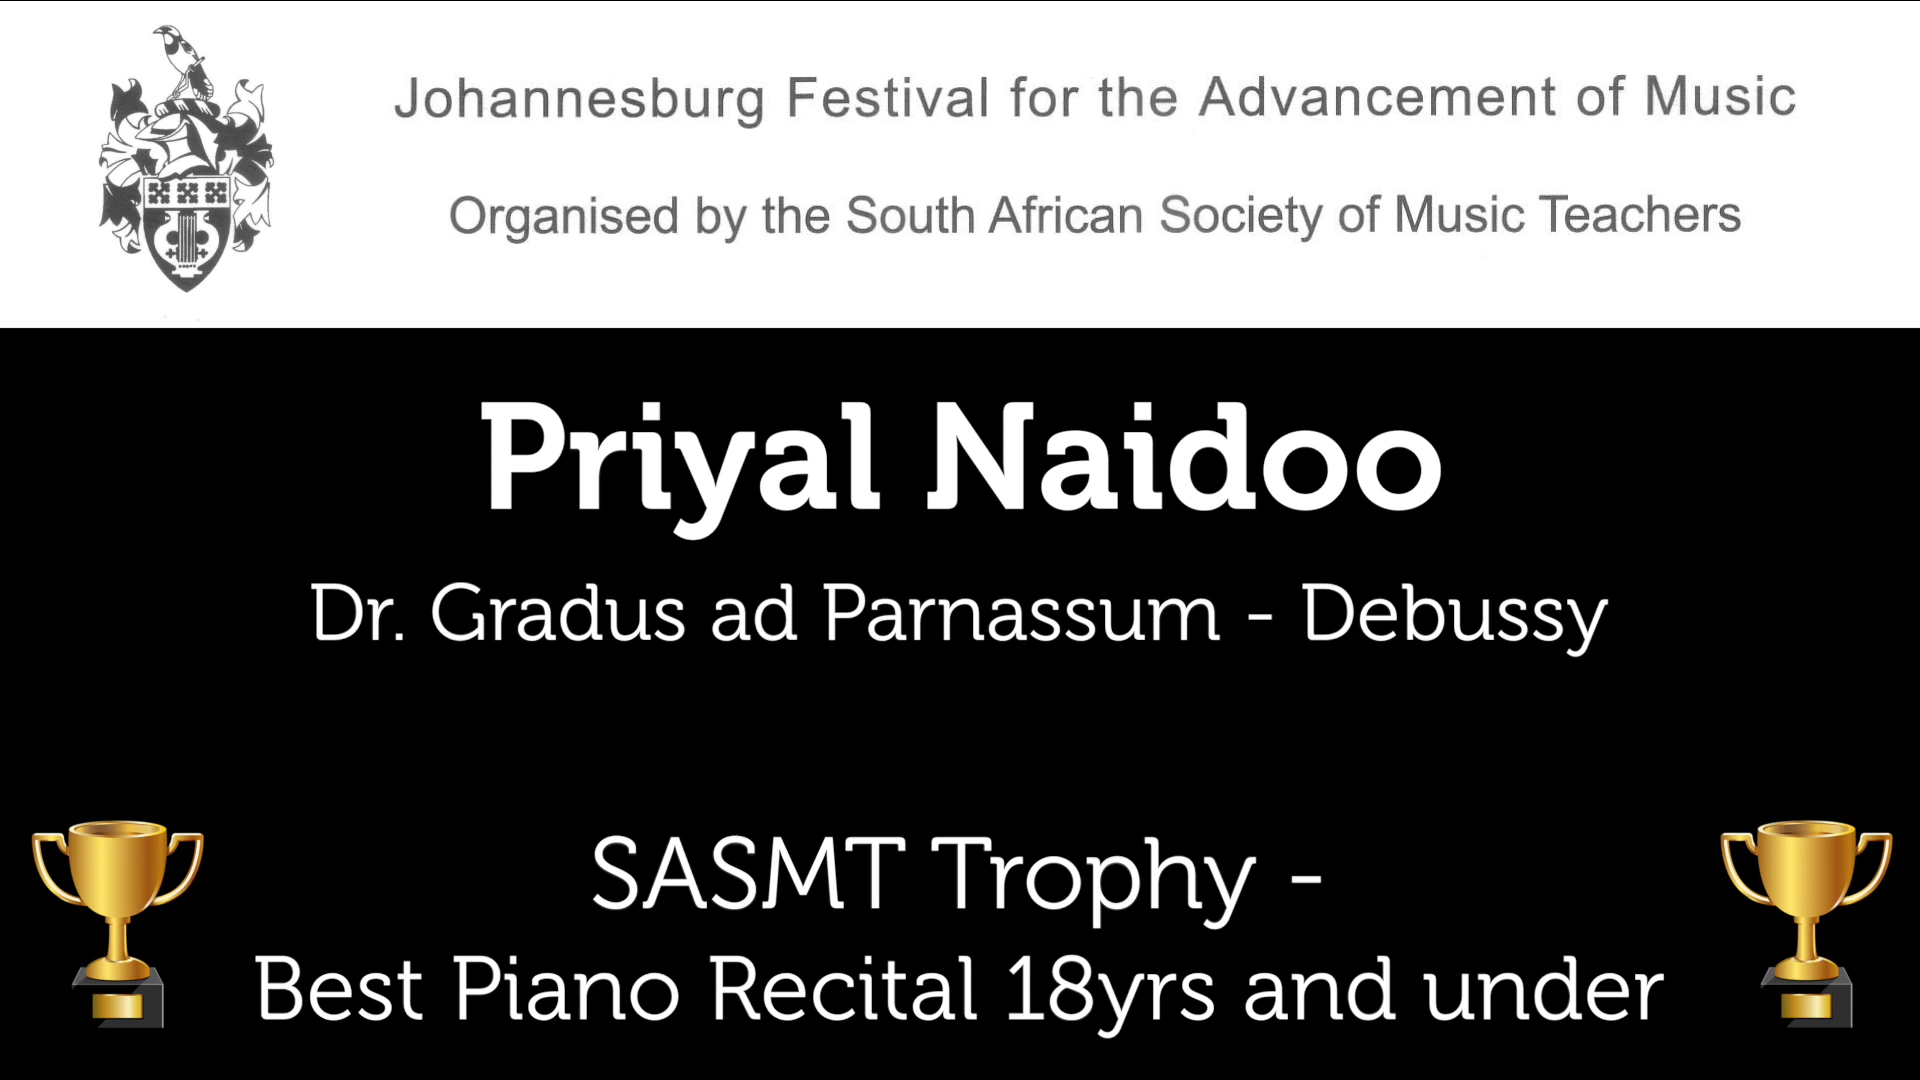 Johannesburg Festival for the Advancement of Music
Organised by the South African Society of Music Teachers
Priyal Naidoo
Dr. Gradus ad Parnassum - Debussy
SASMT Trophy -
Best Piano Recital 18yrs and under